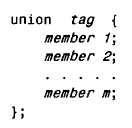 union tag {
member 1;
member 2;
. . . . .
member m;
};